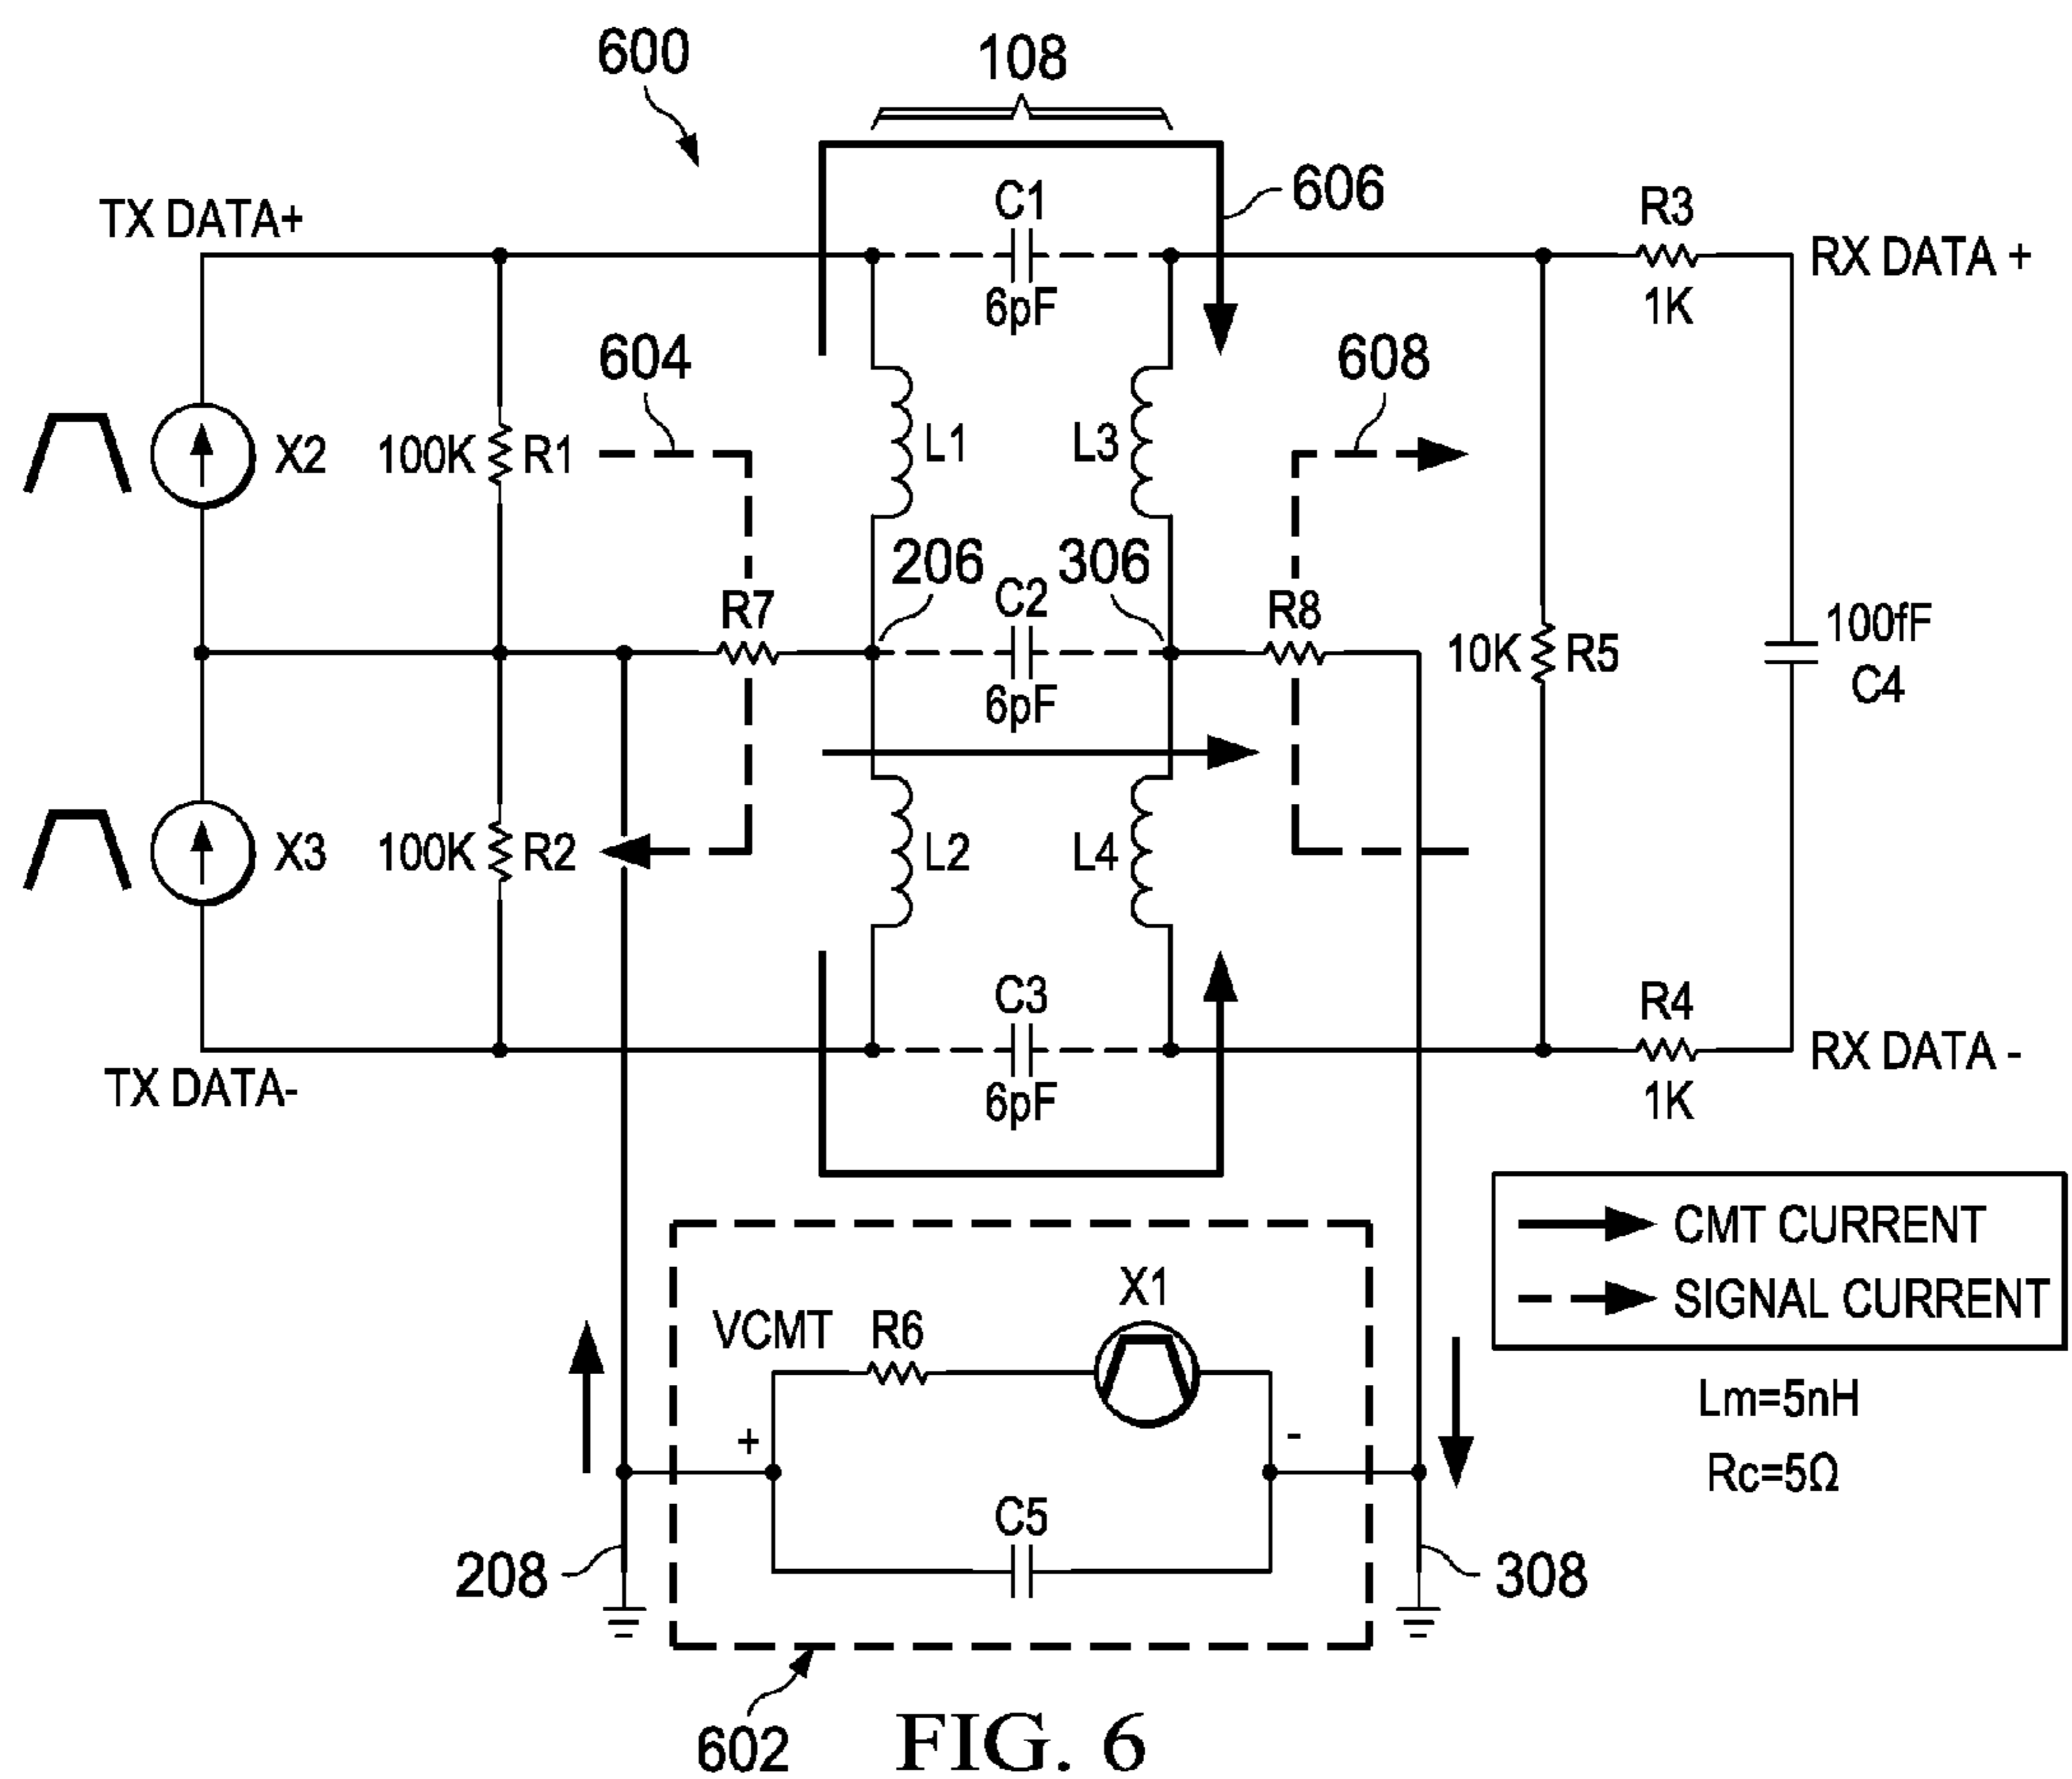 600
108
TX DATA+
C1
6pF
606
R3
1K
RX DATA +
604
608
X2
100K
R1
L1
L3
206
306
R7
C2
6pF
R8
10K
R5
100fF
C4
X3
100K
R2
L2
L4
TX DATA-
C3
6pF
R4
1K
RX DATA -
CMT CURRENT
SIGNAL CURRENT
Lm=5nH
Rc=5Ω
VCMT
R6
X1
+
-
C5
208
308
602
FIG. 6